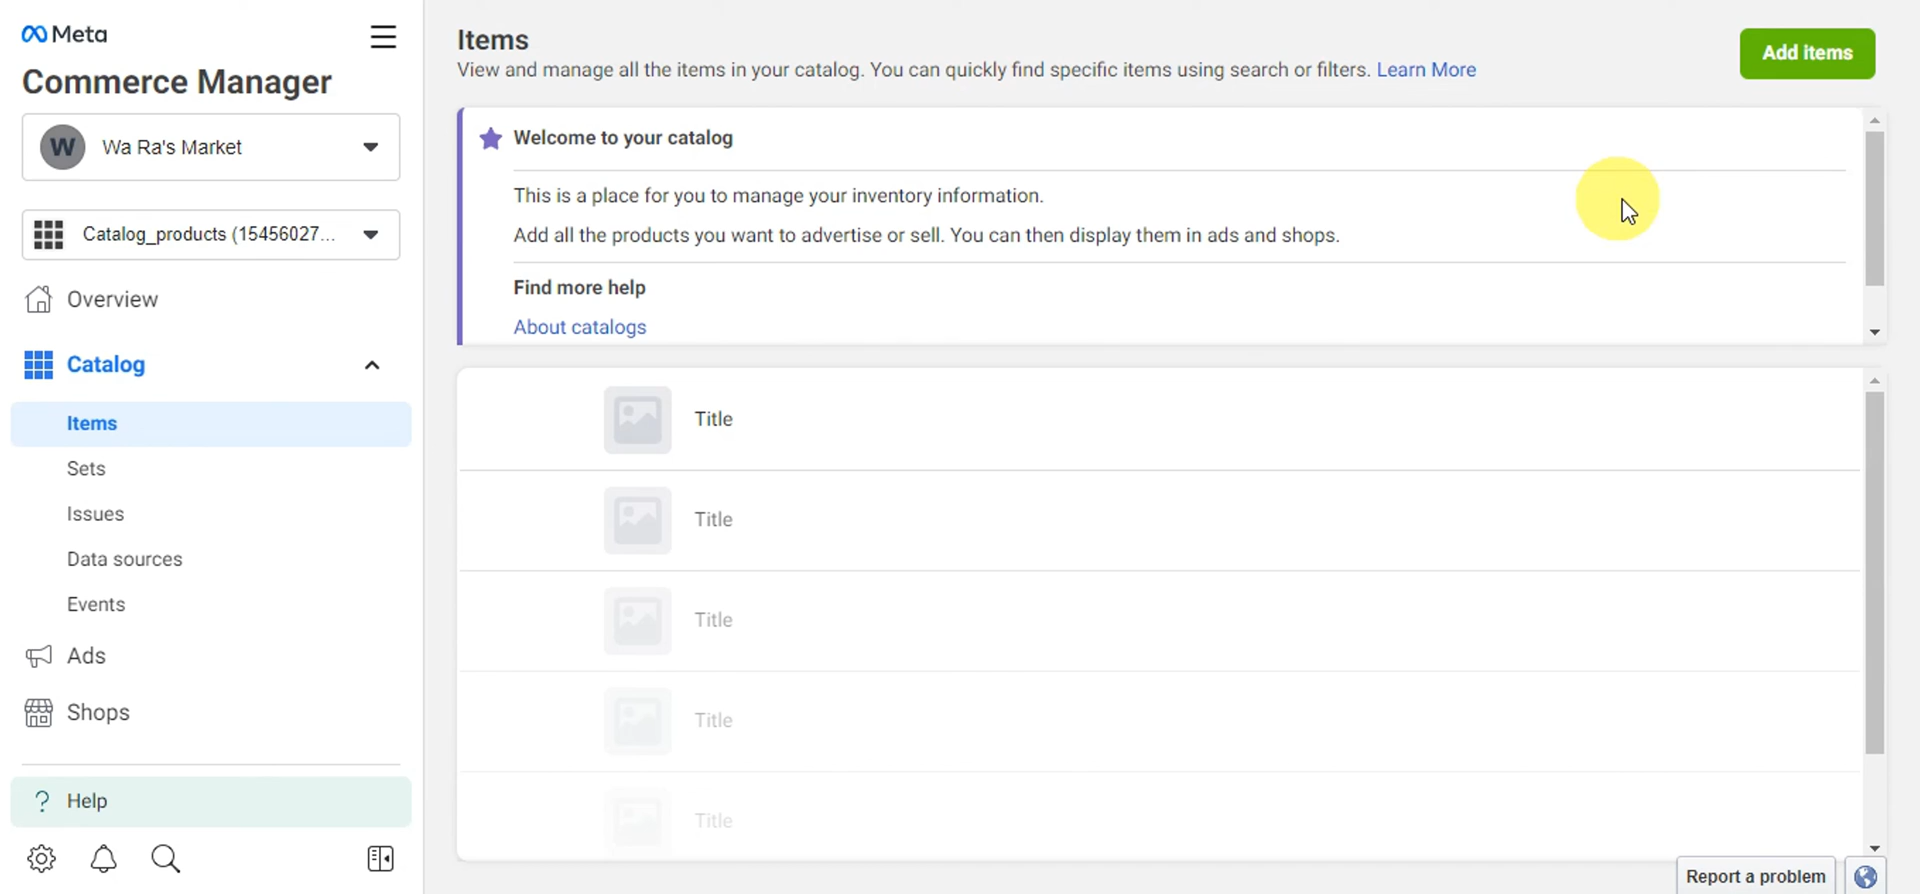 Meta
Commerce Manager
W
Wa Ra's Market
Catalog_products (15456027...
Overview
Catalog
Items
Sets
Issues
Data sources
Events
Ads
Shops
? Help
Items
View and manage all the items in your catalog. You can quickly find specific items using search or filters. Learn More
Add items
Welcome to your catalog
This is a place for you to manage your inventory information.
Add all the products you want to advertise or sell. You can then display them in ads and shops.
Find more help
About catalogs
Title
Title
Title
Title
Title
Report a problem